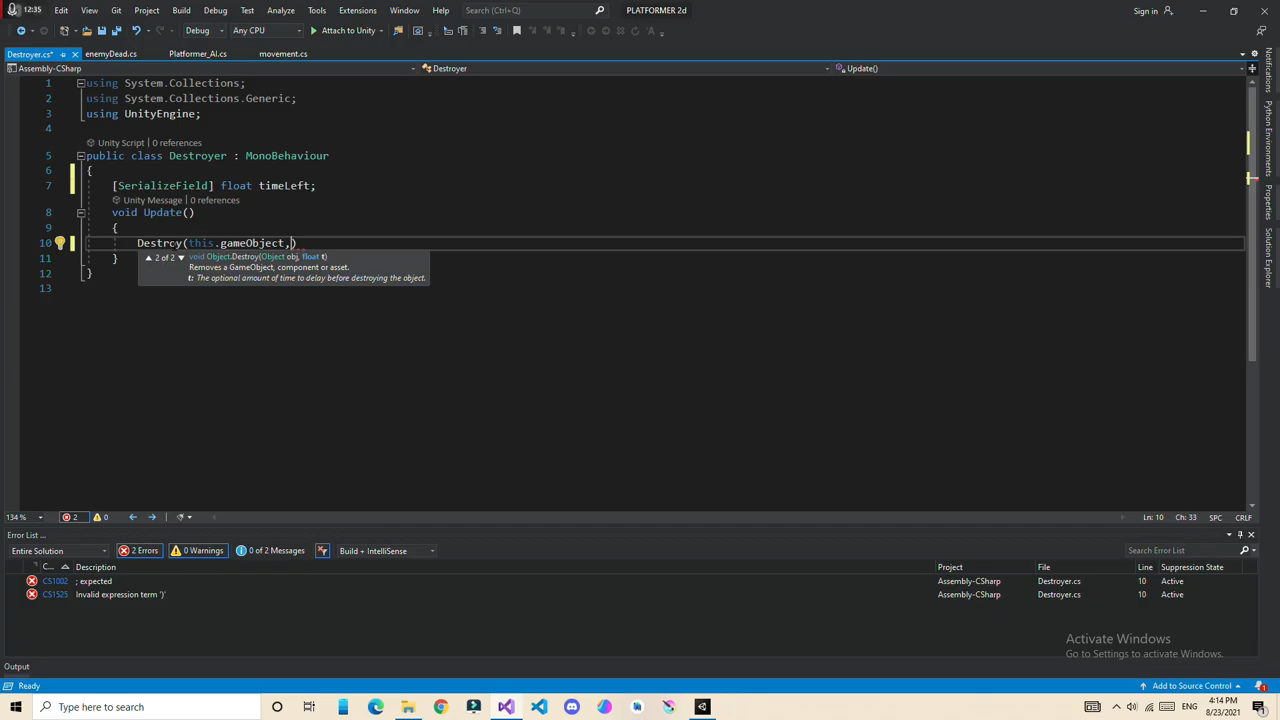 12:35 Edit View Git Project Build Debug Test Analyze Tools Extensions Window Help Search (Ctrl+Q) PLATFORMER 2d Sign in
Debug Any CPU Attach to Unity
Destroyer.cs* enemyDead.cs Platformer_AI.cs movement.cs
Assembly-CSharp Destroyer Update()
1 using System.Collections;
2 using System.Collections.Generic;
3 using UnityEngine;
4
Unity Script | 0 references
5 public class Destroyer : MonoBehaviour
6 {
7 [SerializeField] float timeLeft;
Unity Message | 0 references
8 void Update()
9 {
10 Destroy(this.gameObject,)
▲ 2 of 2 ▼ void Object.Destroy(Object obj, float t)
Removes a GameObject, component or asset.
t: The optional amount of time to delay before destroying the object.
11 }
12 }
13
Notifications
Python Environments
Properties
Solution Explorer
134 % 2 0 Ln: 10 Ch: 33 SPC CRLF
Error List ...
Entire Solution 2 Errors 0 Warnings 0 of 2 Messages Build + IntelliSense Search Error List
C... Description Project File Line Suppression State
CS1002 ; expected Assembly-CSharp Destroyer.cs 10 Active
CS1525 Invalid expression term ')' Assembly-CSharp Destroyer.cs 10 Active
Activate Windows
Go to Settings to activate Windows.
Output
Ready Add to Source Control 1
Type here to search ENG 4:14 PM
8/23/2021 1